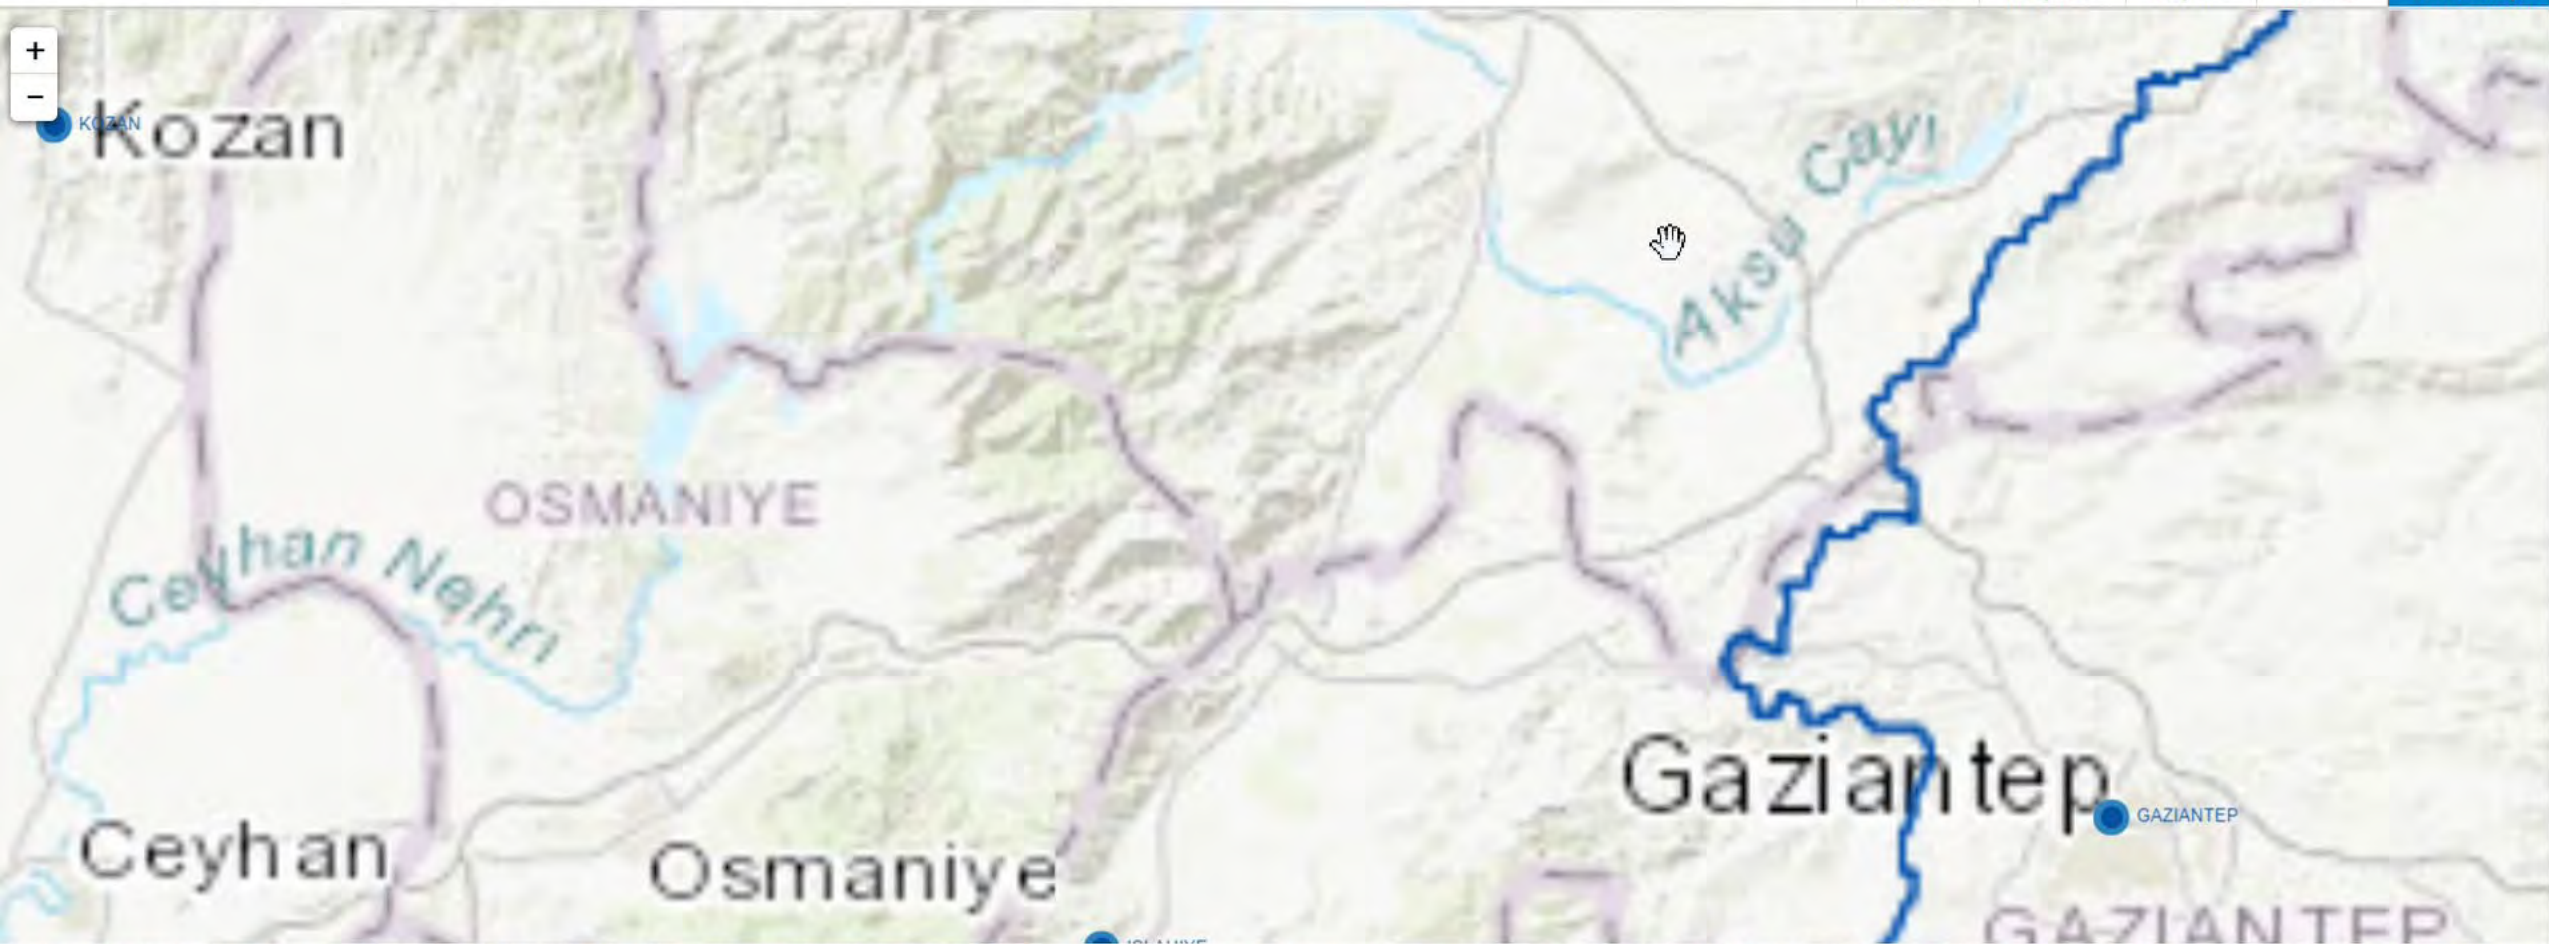 +
−
KOZAN
Kozan
Aksu Çayı
OSMANIYE
Ceyhan Nehri
Gaziantep
GAZIANTEP
Ceyhan
Osmaniye
GAZIANTEP